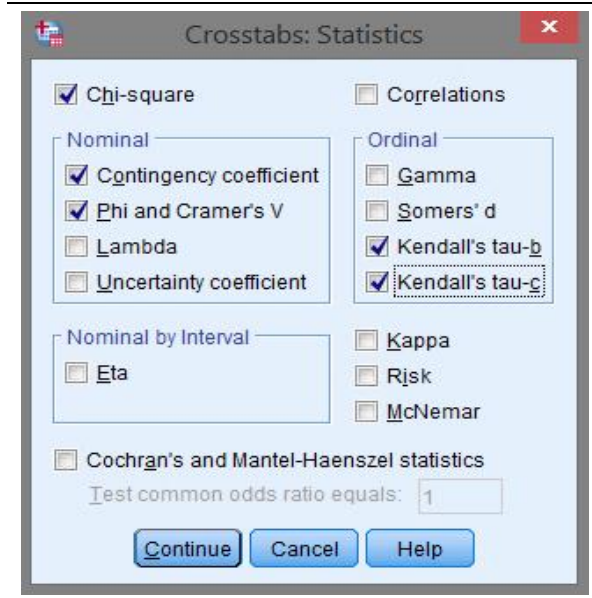 Crosstabs: Statistics
Chi-square
Correlations
Nominal
Contingency coefficient
Phi and Cramer's V
Lambda
Uncertainty coefficient
Ordinal
Gamma
Somers' d
Kendall's tau-b
Kendall's tau-c
Nominal by Interval
Eta
Kappa
Risk
McNemar
Cochran's and Mantel-Haenszel statistics
Test common odds ratio equals: 1
Continue Cancel Help